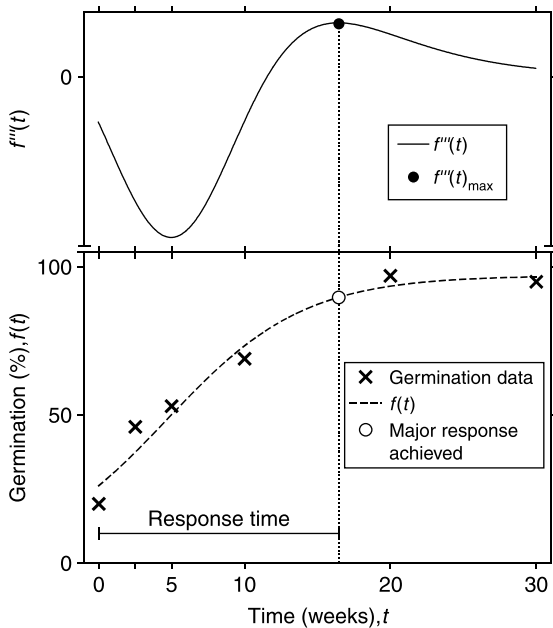 0
f‴(t)
f‴(t)
f‴(t)max
100
50
0
Germination (%), f(t)
Germination data
f(t)
Major response
achieved
Response time
0 5 10 20 30
Time (weeks), t